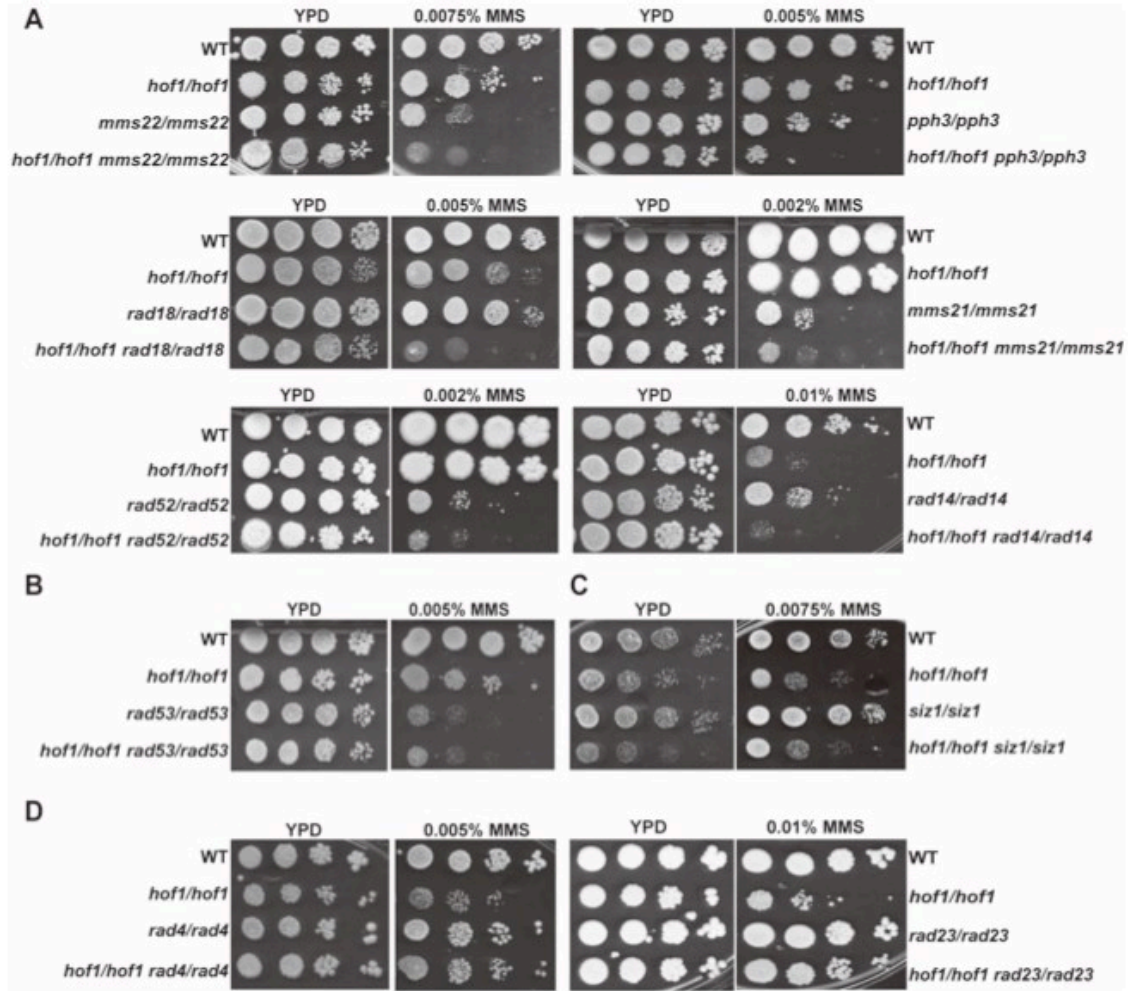 A
YPD 0.0075% MMS YPD 0.005% MMS
WT WT
hof1/hof1 hof1/hof1
mms22/mms22 pph3/pph3
hof1/hof1 mms22/mms22 hof1/hof1 pph3/pph3
YPD 0.005% MMS YPD 0.002% MMS
WT WT
hof1/hof1 hof1/hof1
rad18/rad18 mms21/mms21
hof1/hof1 rad18/rad18 hof1/hof1 mms21/mms21
YPD 0.002% MMS YPD 0.01% MMS
WT WT
hof1/hof1 hof1/hof1
rad52/rad52 rad14/rad14
hof1/hof1 rad52/rad52 hof1/hof1 rad14/rad14
B C
YPD 0.005% MMS YPD 0.0075% MMS
WT WT
hof1/hof1 hof1/hof1
rad53/rad53 siz1/siz1
hof1/hof1 rad53/rad53 hof1/hof1 siz1/siz1
D
YPD 0.005% MMS YPD 0.01% MMS
WT WT
hof1/hof1 hof1/hof1
rad4/rad4 rad23/rad23
hof1/hof1 rad4/rad4 hof1/hof1 rad23/rad23